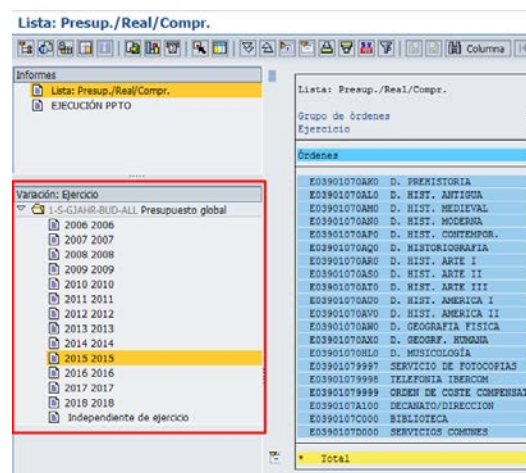 Lista: Presup./Real/Compr.
Columna
Informes
Lista: Presup./Real/Compr.
EJECUCIÓN PPTO
Variación: Ejercicio
1-S-GJAHR-BUD-ALL Presupuesto global
2006 2006
2007 2007
2008 2008
2009 2009
2010 2010
2011 2011
2012 2012
2013 2013
2014 2014
2015 2015
2016 2016
2017 2017
2018 2018
Independiente de ejercicio
Lista: Presup./Real/Compr.
Grupo de órdenes
Ejercicio
Órdenes
E03901070AK0 D. PREHISTORIA
E03901070AL0 D. HIST. ANTIGUA
E03901070AM0 D. HIST. MEDIEVAL
E03901070AN0 D. HIST. MODERNA
E03901070AP0 D. HIST. CONTEMPOR.
E03901070AQ0 D. HISTORIOGRAFIA
E03901070AR0 D. HIST. ARTE I
E03901070AS0 D. HIST. ARTE II
E03901070AT0 D. HIST. ARTE III
E03901070AU0 D. HIST. AMERICA I
E03901070AV0 D. HIST. AMERICA II
E03901070AW0 D. GEOGRAFIA FISICA
E03901070AX0 D. GEOGRF. HUMANA
E03901070HL0 D. MUSICOLOGÍA
E03901079997 SERVICIO DE FOTOCOPIAS
E03901079998 TELEFONIA IBERCOM
E03901079999 ORDEN DE COSTE COMPENSAT
E0390107A100 DECANATO/DIRECCION
E0390107C000 BIBLIOTECA
E0390107D000 SERVICIOS COMUNES
* Total